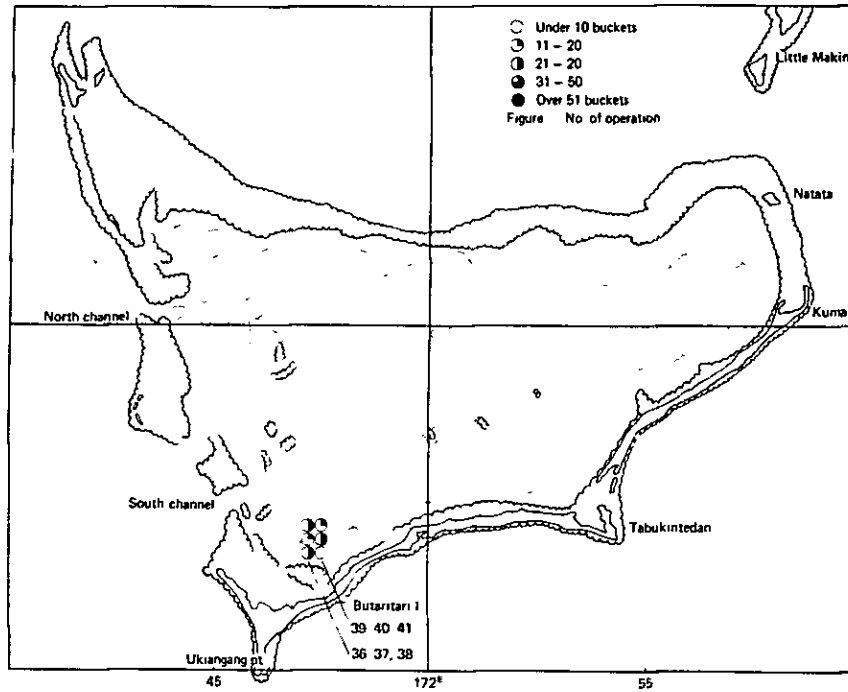 Under 10 buckets
11 - 20
21 - 20
31 - 50
Over 51 buckets
Figure No of operation
Little Makin
Natata
North channel
Kuma
South channel
Tabukintedan
Butaritari I
39 40 41
Ukiangang pt
36 37, 38
45 172° 55